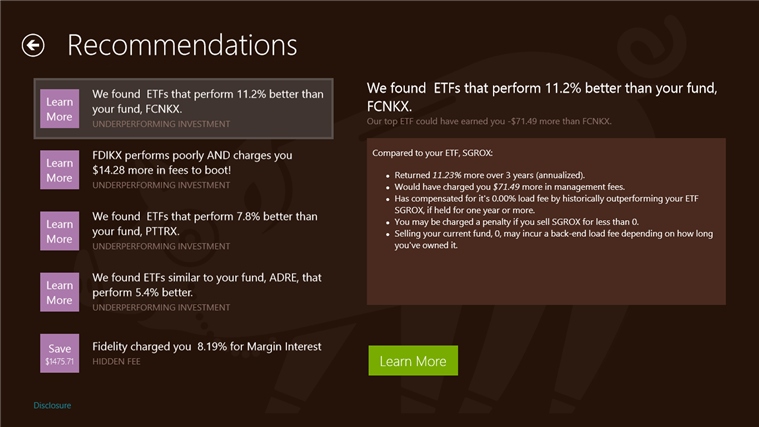 Recommendations
Learn
More
We found ETFs that perform 11.2% better than
your fund, FCNKX.
UNDERPERFORMING INVESTMENT
Learn
More
FDIKX performs poorly AND charges you
$14.28 more in fees to boot!
UNDERPERFORMING INVESTMENT
Learn
More
We found ETFs that perform 7.8% better than
your fund, PTTRX.
UNDERPERFORMING INVESTMENT
Learn
More
We found ETFs similar to your fund, ADRE, that
perform 5.4% better.
UNDERPERFORMING INVESTMENT
Save
$1475.71
Fidelity charged you 8.19% for Margin Interest
HIDDEN FEE
Disclosure
We found ETFs that perform 11.2% better than your fund,
FCNKX.
Our top ETF could have earned you -$71.49 more than FCNKX.
Compared to your ETF, SGROX:
• Returned 11.23% more over 3 years (annualized).
• Would have charged you $71.49 more in management fees.
• Has compensated for it's 0.00% load fee by historically outperforming your ETF
SGROX, if held for one year or more.
• You may be charged a penalty if you sell SGROX for less than 0.
• Selling your current fund, 0, may incur a back-end load fee depending on how long
you've owned it.
Learn More